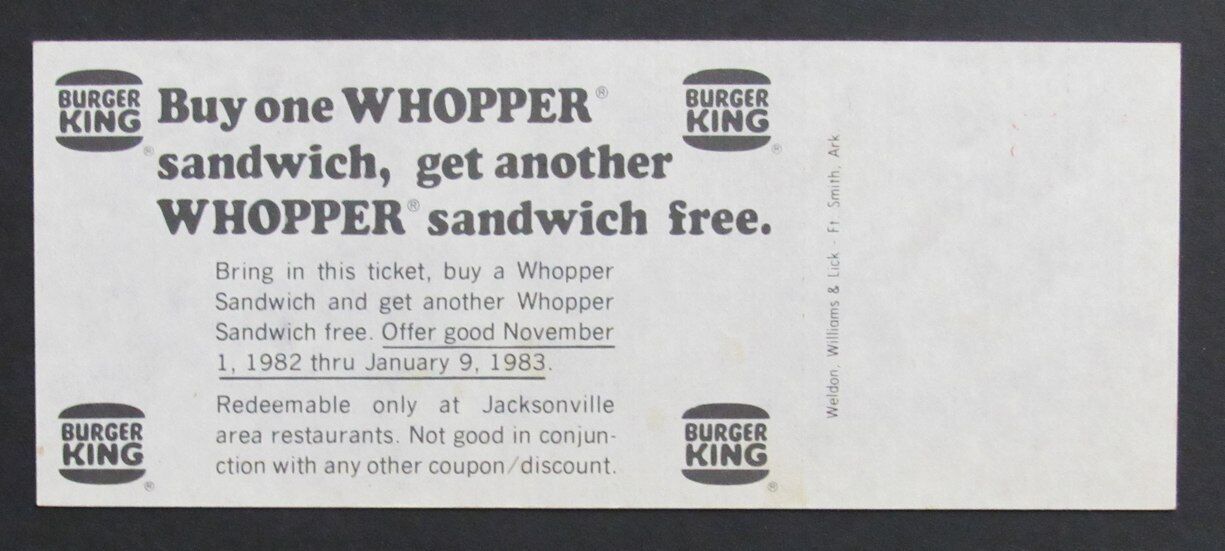 BURGER
KING®
Buy one WHOPPER®
sandwich, get another
WHOPPER® sandwich free.
BURGER
KING®
Bring in this ticket, buy a Whopper
Sandwich and get another Whopper
Sandwich free. Offer good November
1, 1982 thru January 9, 1983.
Redeemable only at Jacksonville
area restaurants. Not good in conjun-
ction with any other coupon/discount.
BURGER
KING®
BURGER
KING®
Weldon, Williams & Lick - Ft Smith, Ark